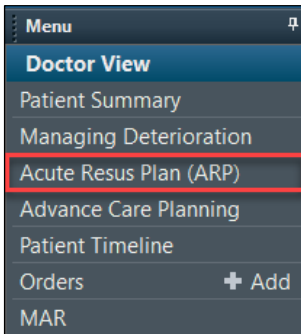 Menu
Doctor View
Patient Summary
Managing Deterioration
Acute Resus Plan (ARP)
Advance Care Planning
Patient Timeline
Orders + Add
MAR